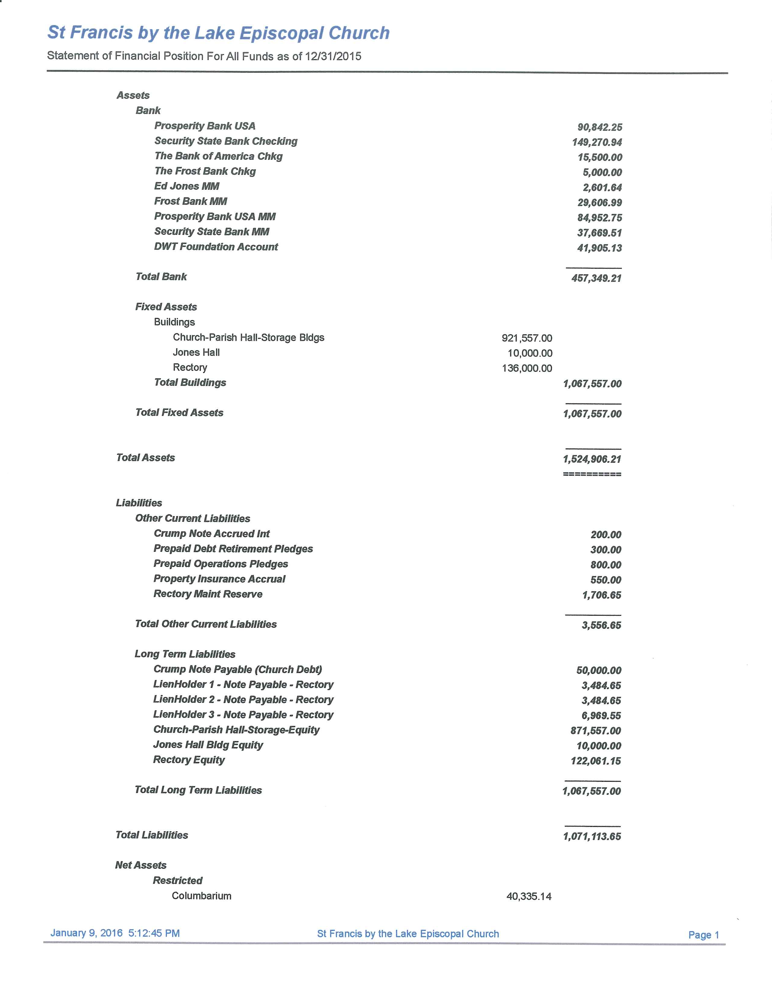 St Francis by the Lake Episcopal Church
Statement of Financial Position For All Funds as of 12/31/2015
Assets
Bank
Prosperity Bank USA 90,842.25
Security State Bank Checking 149,270.94
The Bank of America Chkg 15,500.00
The Frost Bank Chkg 5,000.00
Ed Jones MM 2,601.64
Frost Bank MM 29,606.99
Prosperity Bank USA MM 84,952.75
Security State Bank MM 37,669.51
DWT Foundation Account 41,905.13
Total Bank 457,349.21
Fixed Assets
Buildings
Church-Parish Hall-Storage Bldgs 921,557.00
Jones Hall 10,000.00
Rectory 136,000.00
Total Buildings 1,067,557.00
Total Fixed Assets 1,067,557.00
Total Assets 1,524,906.21
==========
Liabilities
Other Current Liabilities
Crump Note Accrued Int 200.00
Prepaid Debt Retirement Pledges 300.00
Prepaid Operations Pledges 800.00
Property Insurance Accrual 550.00
Rectory Maint Reserve 1,706.65
Total Other Current Liabilities 3,556.65
Long Term Liabilities
Crump Note Payable (Church Debt) 50,000.00
LienHolder 1 - Note Payable - Rectory 3,484.65
LienHolder 2 - Note Payable - Rectory 3,484.65
LienHolder 3 - Note Payable - Rectory 6,969.55
Church-Parish Hall-Storage-Equity 871,557.00
Jones Hall Bldg Equity 10,000.00
Rectory Equity 122,061.15
Total Long Term Liabilities 1,067,557.00
Total Liabilities 1,071,113.65
Net Assets
Restricted
Columbarium 40,335.14
January 9, 2016 5:12:45 PM St Francis by the Lake Episcopal Church Page 1